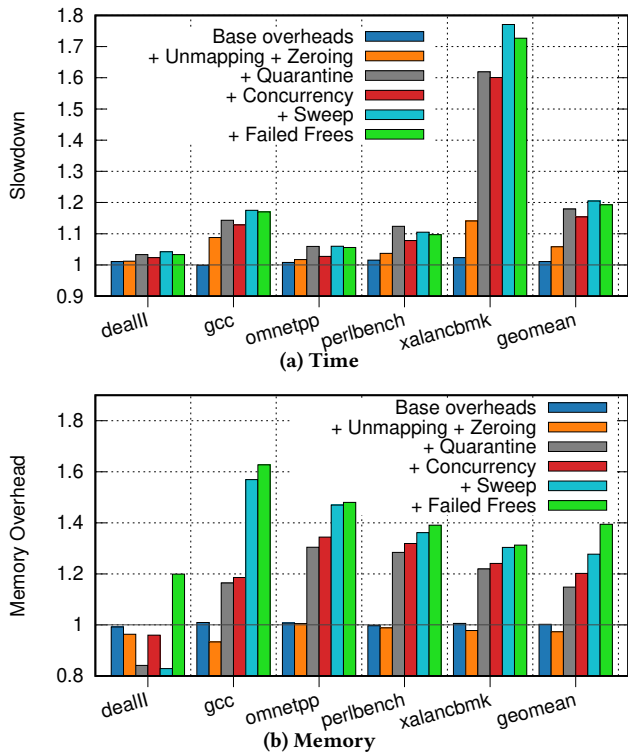 1.8
1.7
1.6
1.5
1.4
1.3
1.2
1.1
1
0.9
Slowdown
Base overheads
+ Unmapping + Zeroing
+ Quarantine
+ Concurrency
+ Sweep
+ Failed Frees
dealII
gcc
omnetpp
perlbench
xalancbmk
geomean
(a) Time
1.8
1.6
1.4
1.2
1
0.8
Memory Overhead
Base overheads
+ Unmapping + Zeroing
+ Quarantine
+ Concurrency
+ Sweep
+ Failed Frees
dealII
gcc
omnetpp
perlbench
xalancbmk
geomean
(b) Memory